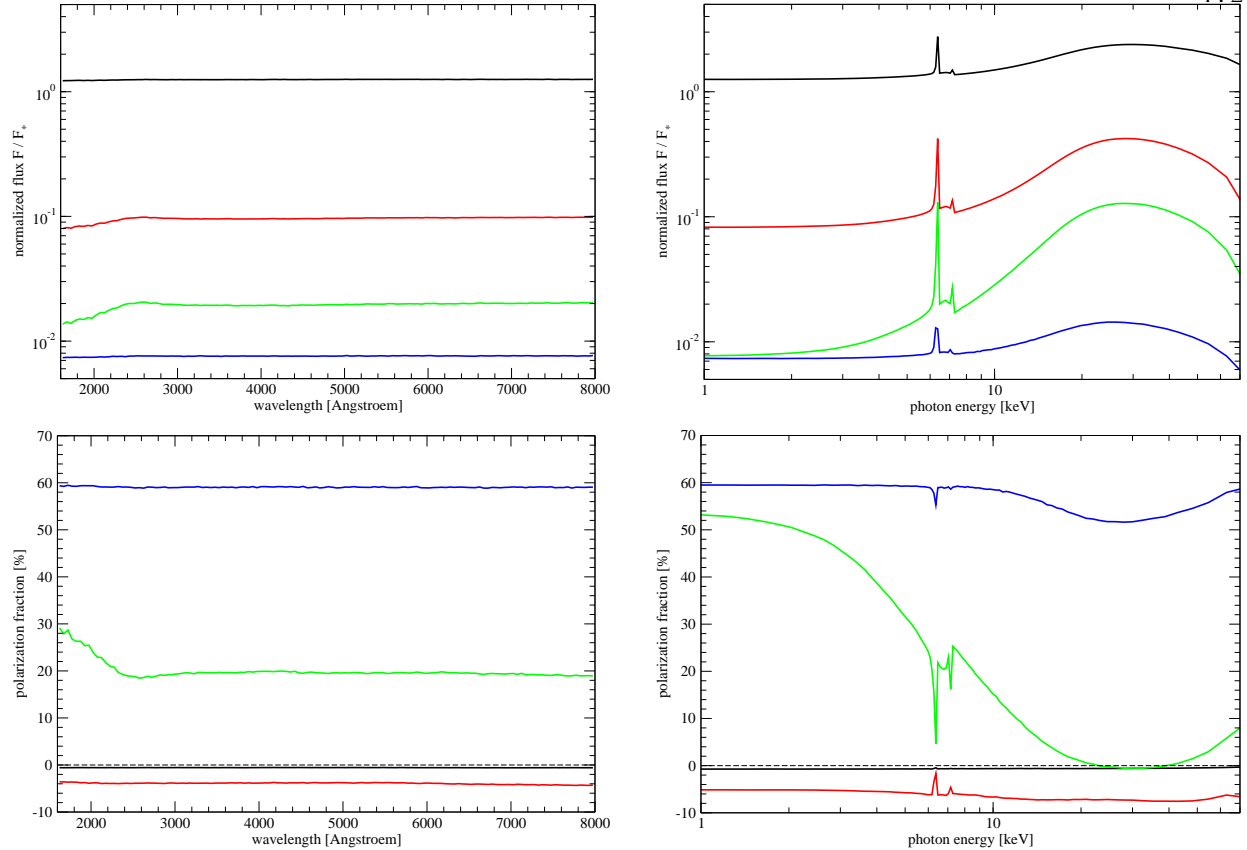 10^0
10^-1
10^-2
normalized flux F / F_*
2000 3000 4000 5000 6000 7000 8000
wavelength [Angstroem]
10^0
10^-1
10^-2
normalized flux F / F_*
1 10
photon energy [keV]
70
60
50
40
30
20
10
0
-10
polarization fraction [%]
2000 3000 4000 5000 6000 7000 8000
wavelength [Angstroem]
70
60
50
40
30
20
10
0
-10
polarization fraction [%]
1 10
photon energy [keV]